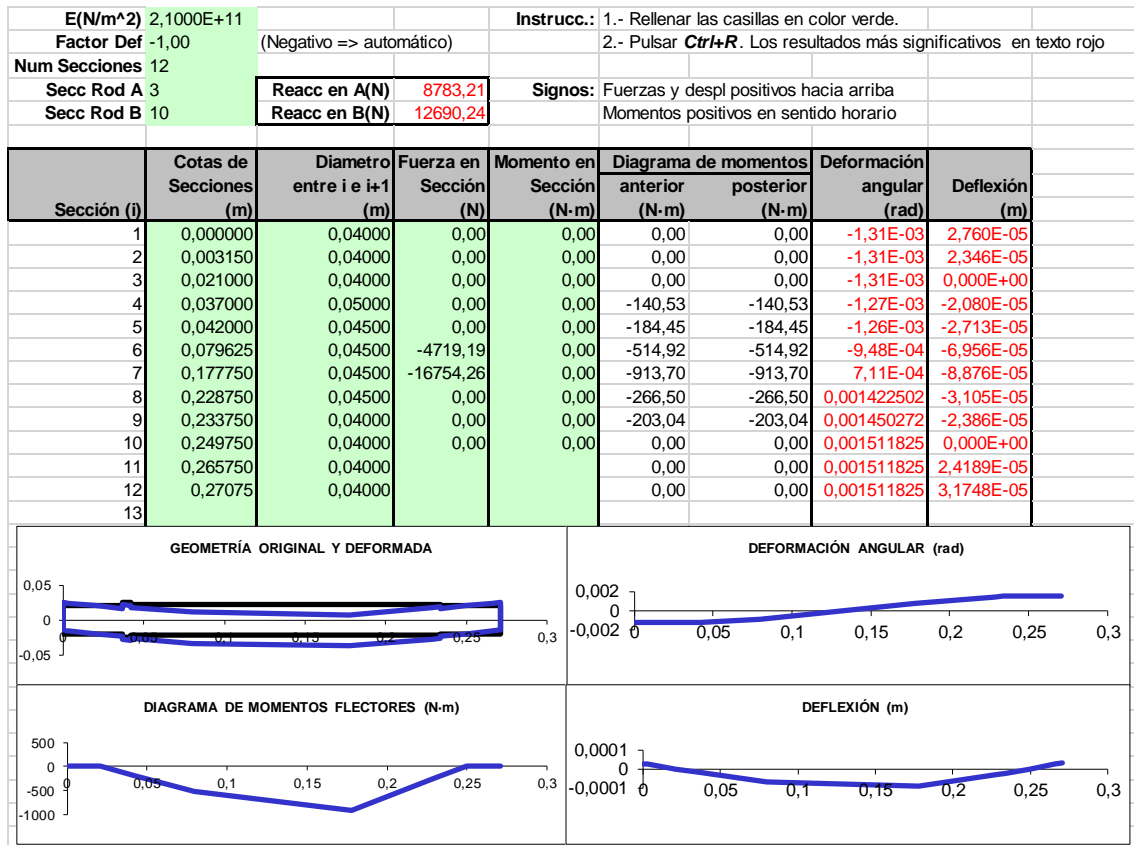 E(N/m^2) 2,1000E+11 Instrucc.: 1.- Rellenar las casillas en color verde.
Factor Def -1,00 (Negativo => automático) 2.- Pulsar Ctrl+R. Los resultados más significativos en texto rojo
Num Secciones 12
Secc Rod A 3 Reacc en A(N) 8783,21 Signos: Fuerzas y despl positivos hacia arriba
Secc Rod B 10 Reacc en B(N) 12690,24 Momentos positivos en sentido horario
Cotas de Diametro Fuerza en Momento en Diagrama de momentos Deformación
Secciones entre i e i+1 Sección Sección anterior posterior angular Deflexión
Sección (i) (m) (m) (N) (N·m) (N·m) (N·m) (rad) (m)
1 0,000000 0,04000 0,00 0,00 0,00 0,00 -1,31E-03 2,760E-05
2 0,003150 0,04000 0,00 0,00 0,00 0,00 -1,31E-03 2,346E-05
3 0,021000 0,04000 0,00 0,00 0,00 0,00 -1,31E-03 0,000E+00
4 0,037000 0,05000 0,00 0,00 -140,53 -140,53 -1,27E-03 -2,080E-05
5 0,042000 0,04500 0,00 0,00 -184,45 -184,45 -1,26E-03 -2,713E-05
6 0,079625 0,04500 -4719,19 0,00 -514,92 -514,92 -9,48E-04 -6,956E-05
7 0,177750 0,04500 -16754,26 0,00 -913,70 -913,70 7,11E-04 -8,876E-05
8 0,228750 0,04500 0,00 0,00 -266,50 -266,50 0,001422502 -3,105E-05
9 0,233750 0,04000 0,00 0,00 -203,04 -203,04 0,001450272 -2,386E-05
10 0,249750 0,04000 0,00 0,00 0,00 0,00 0,001511825 0,000E+00
11 0,265750 0,04000 0,00 0,00 0,001511825 2,4189E-05
12 0,27075 0,04000 0,00 0,00 0,001511825 3,1748E-05
13
GEOMETRÍA ORIGINAL Y DEFORMADA
0,05
0
-0,05
0 0,05 0,1 0,15 0,2 0,25 0,3
DEFORMACIÓN ANGULAR (rad)
0,002
0
-0,002
0 0,05 0,1 0,15 0,2 0,25 0,3
DIAGRAMA DE MOMENTOS FLECTORES (N·m)
500
0
-500
-1000
0 0,05 0,1 0,15 0,2 0,25 0,3
DEFLEXIÓN (m)
0,0001
0
-0,0001
0 0,05 0,1 0,15 0,2 0,25 0,3